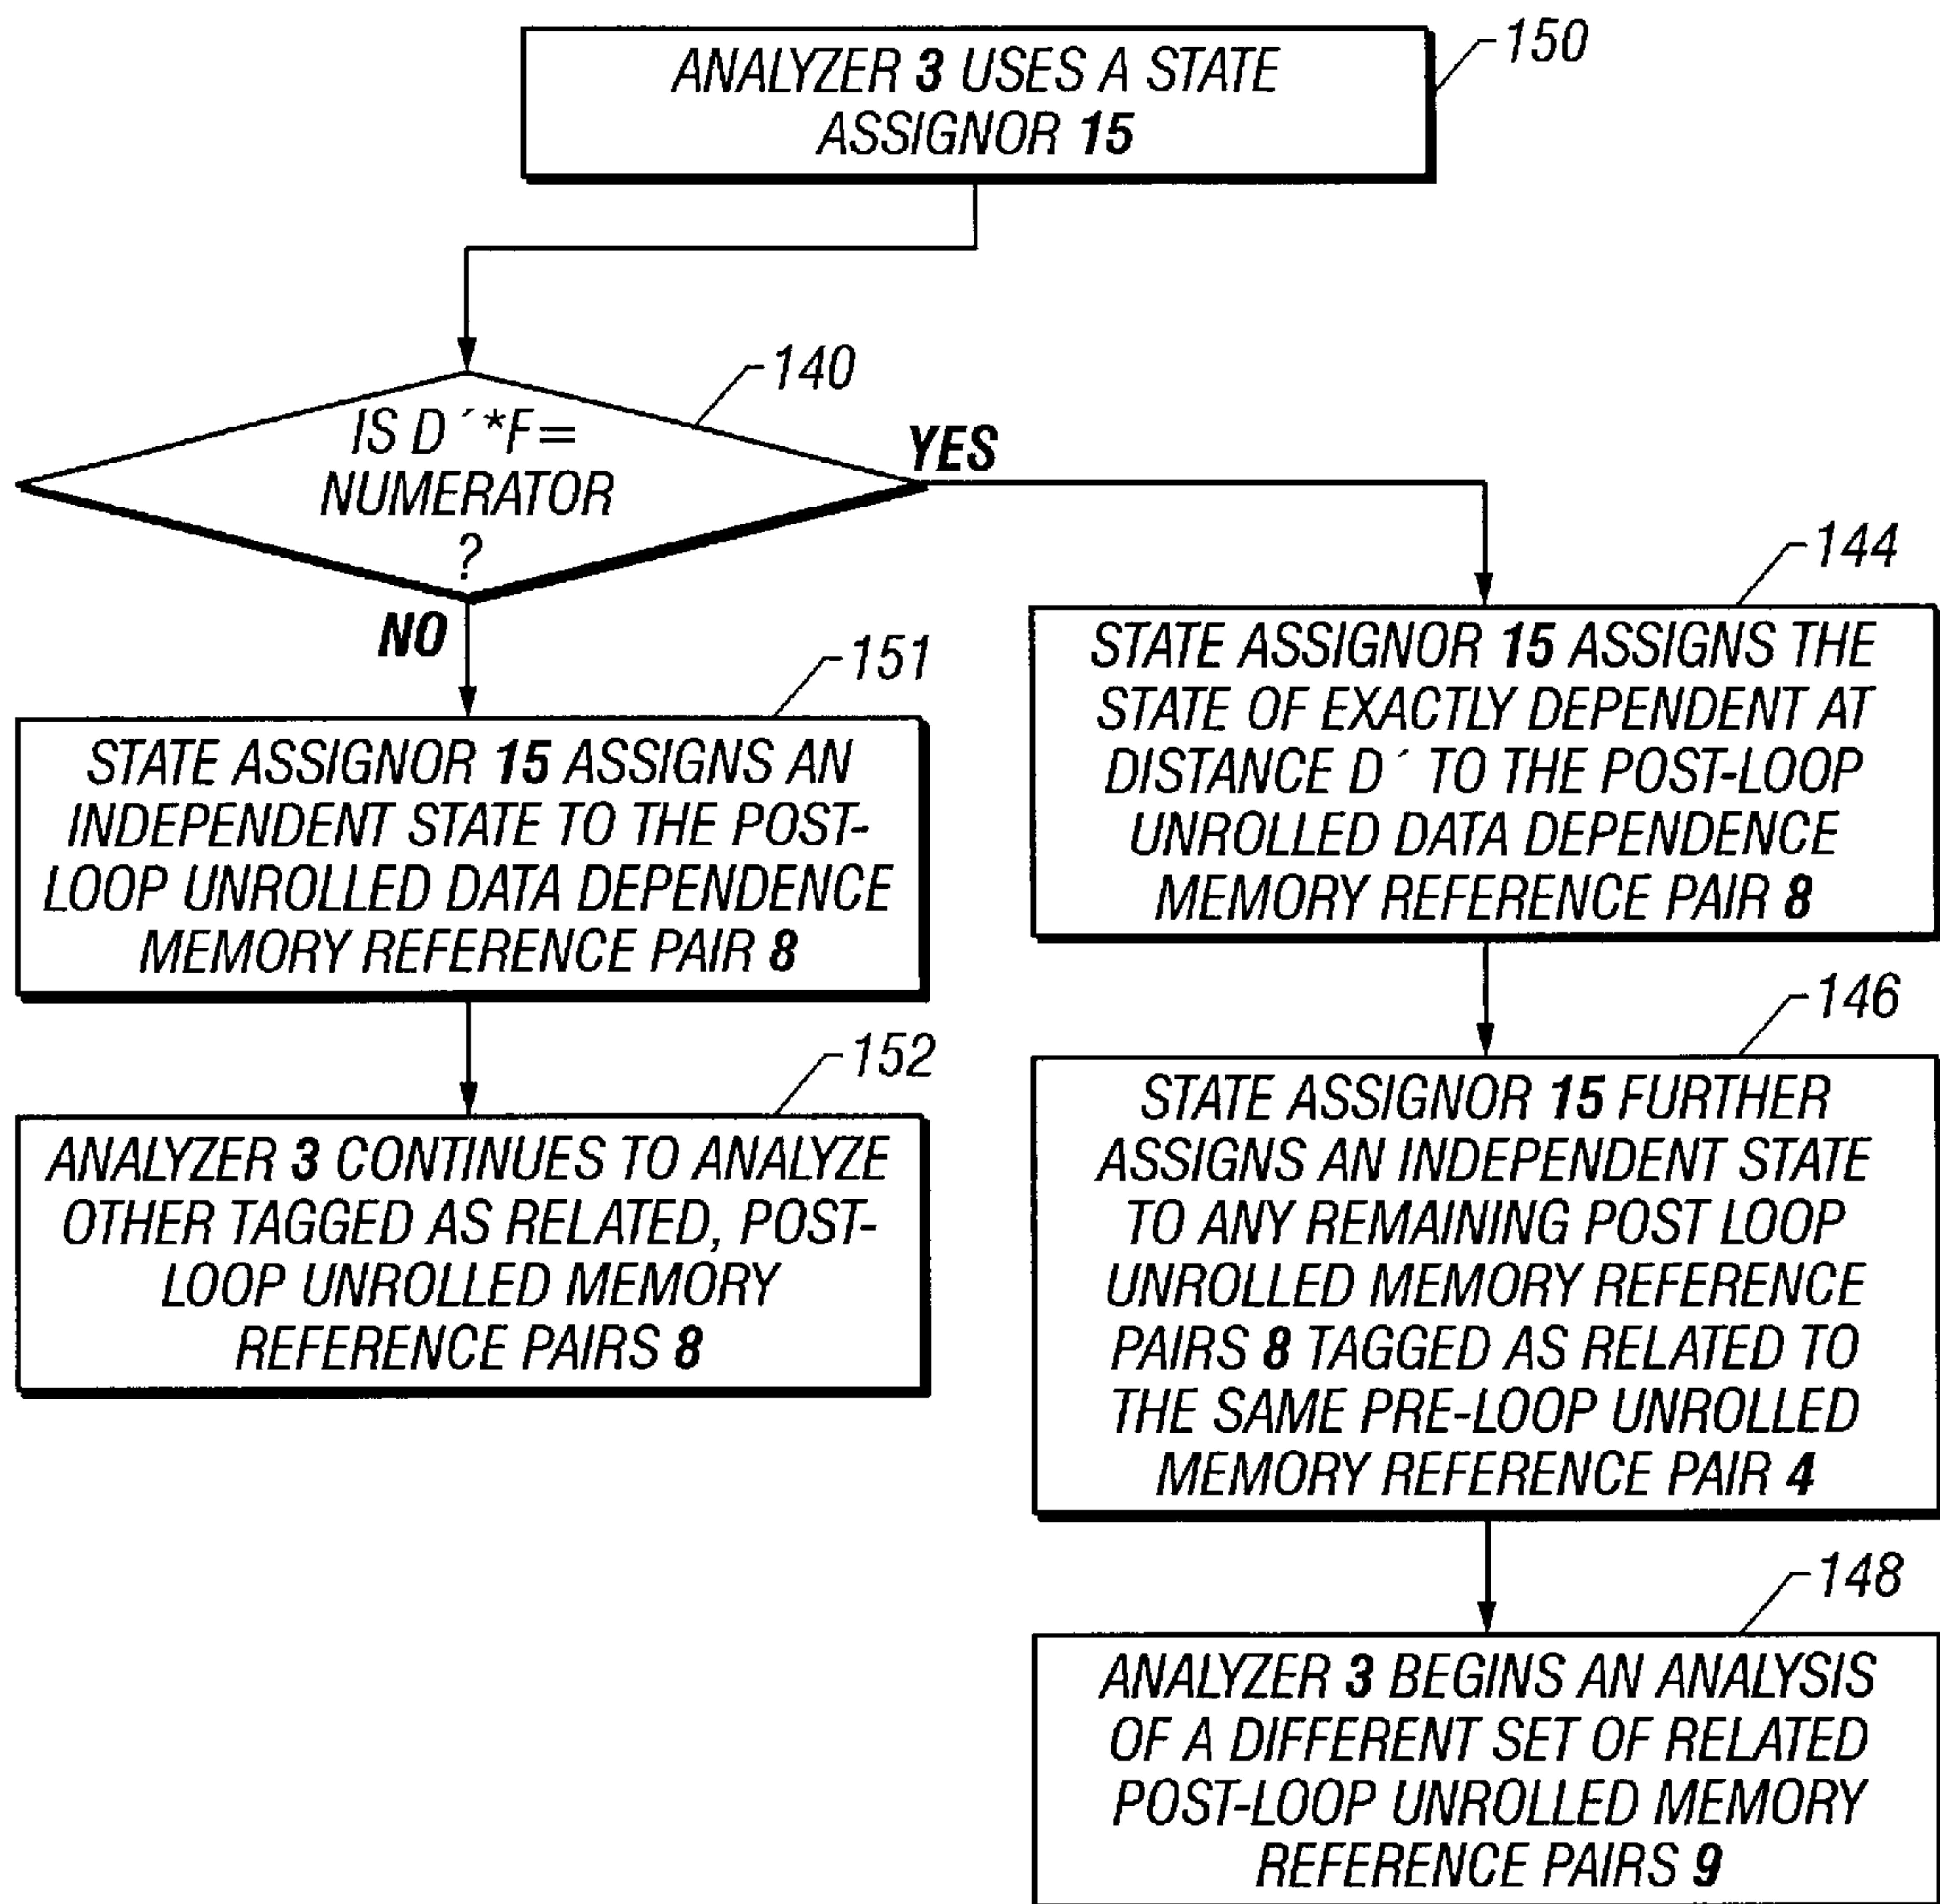 ANALYZER 3 USES A STATE
ASSIGNOR 15
150
IS D´*F=
NUMERATOR
?
140
YES
NO
151
STATE ASSIGNOR 15 ASSIGNS AN
INDEPENDENT STATE TO THE POST-
LOOP UNROLLED DATA DEPENDENCE
MEMORY REFERENCE PAIR 8
152
ANALYZER 3 CONTINUES TO ANALYZE
OTHER TAGGED AS RELATED, POST-
LOOP UNROLLED MEMORY
REFERENCE PAIRS 8
144
STATE ASSIGNOR 15 ASSIGNS THE
STATE OF EXACTLY DEPENDENT AT
DISTANCE D´ TO THE POST-LOOP
UNROLLED DATA DEPENDENCE
MEMORY REFERENCE PAIR 8
146
STATE ASSIGNOR 15 FURTHER
ASSIGNS AN INDEPENDENT STATE
TO ANY REMAINING POST LOOP
UNROLLED MEMORY REFERENCE
PAIRS 8 TAGGED AS RELATED TO
THE SAME PRE-LOOP UNROLLED
MEMORY REFERENCE PAIR 4
148
ANALYZER 3 BEGINS AN ANALYSIS
OF A DIFFERENT SET OF RELATED
POST-LOOP UNROLLED MEMORY
REFERENCE PAIRS 9